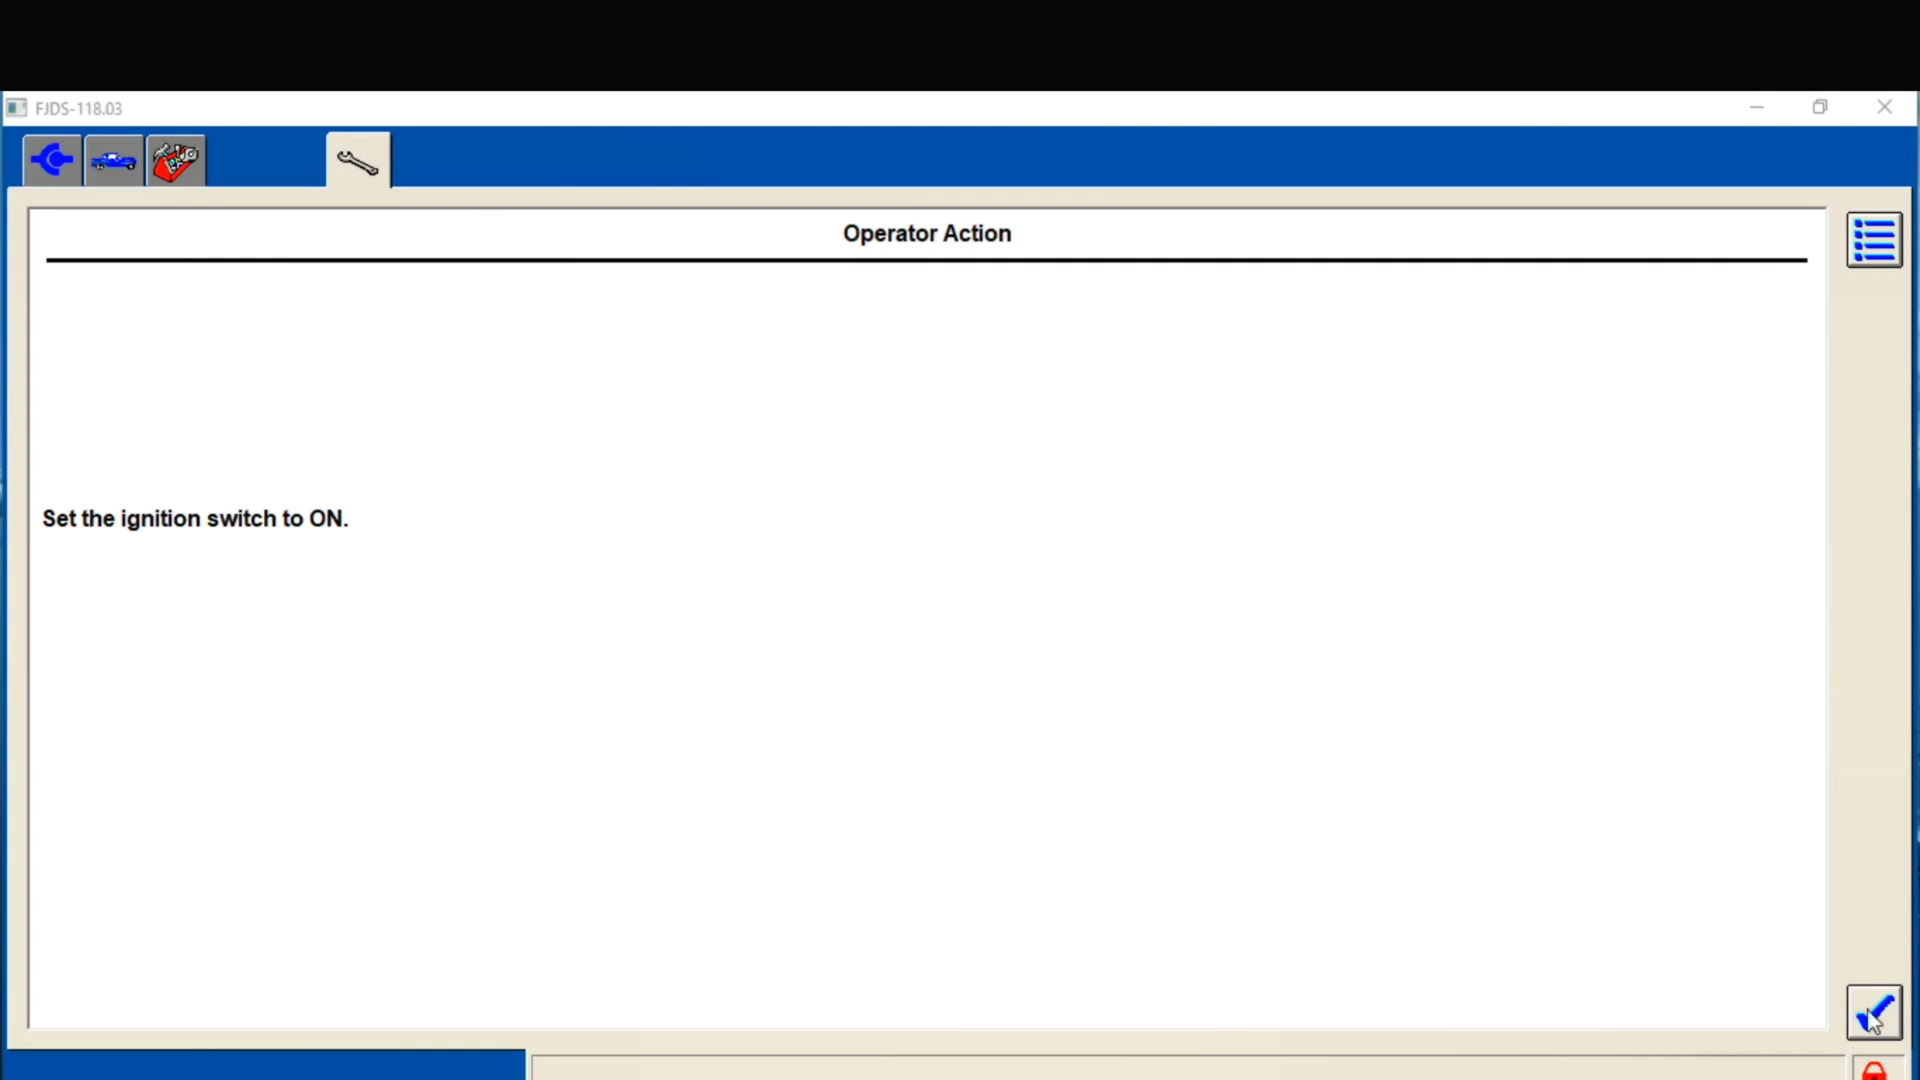 FJDS-118.03
Operator Action
Set the ignition switch to ON.